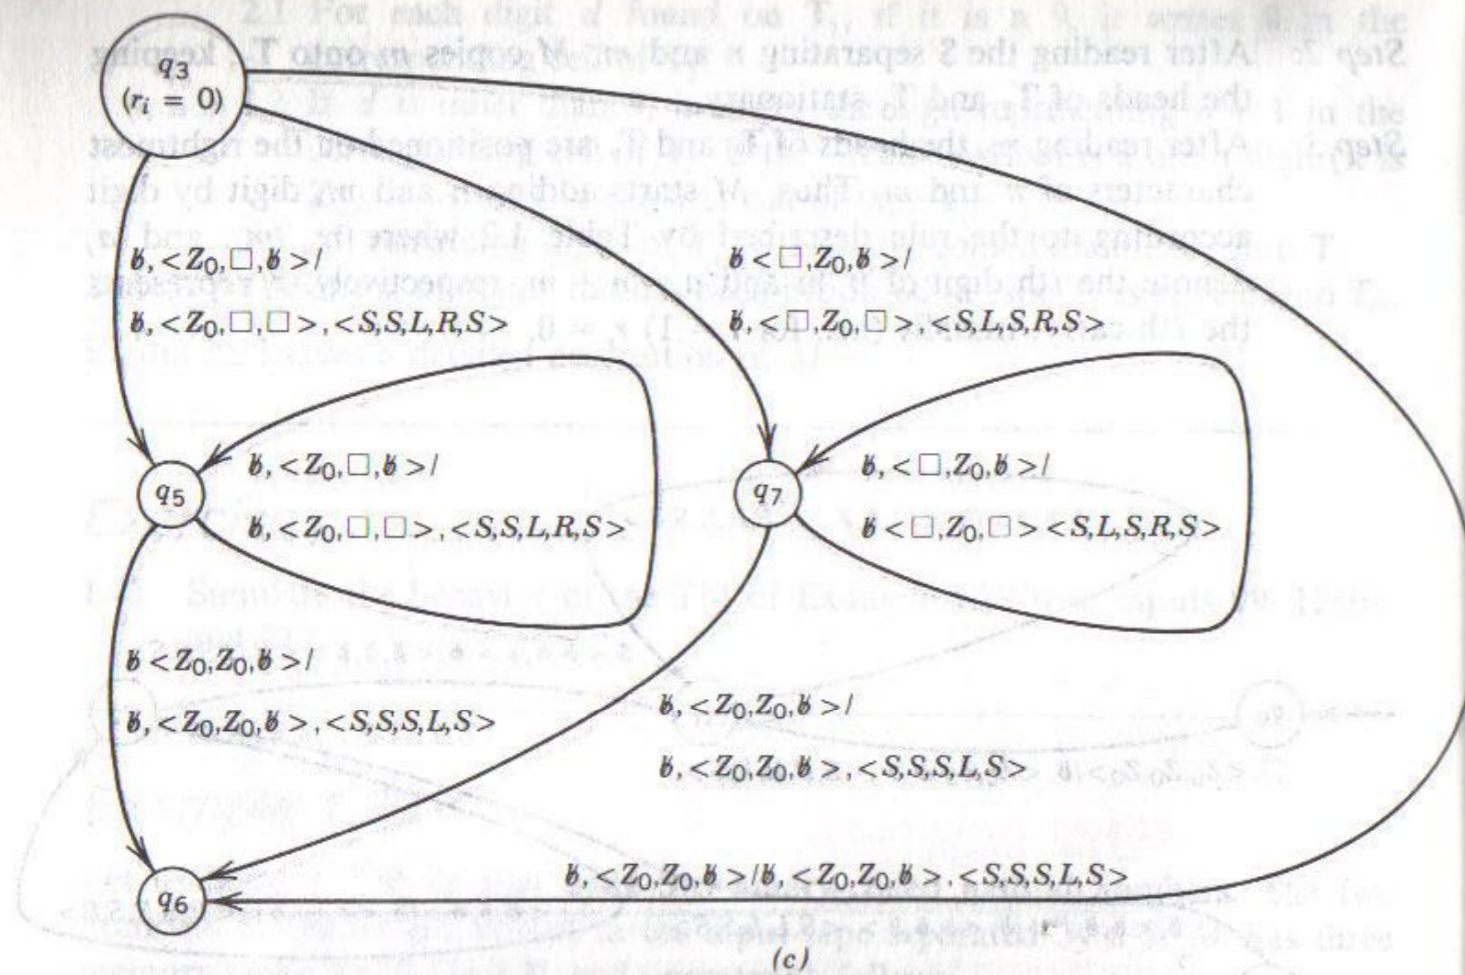 q3
(ri = 0)
ƀ,<Z0,□,ƀ>/
ƀ,<Z0,□,□>,<S,S,L,R,S>
ƀ<□,Z0,ƀ>/
ƀ,<□,Z0,□>,<S,L,S,R,S>
q5
ƀ,<Z0,□,ƀ>/
ƀ,<Z0,□,□>,<S,S,L,R,S>
q7
ƀ,<□,Z0,ƀ>/
ƀ<□,Z0,□><S,L,S,R,S>
ƀ<Z0,Z0,ƀ>/
ƀ,<Z0,Z0,ƀ>,<S,S,S,L,S>
ƀ,<Z0,Z0,ƀ>/
ƀ,<Z0,Z0,ƀ>,<S,S,S,L,S>
ƀ,<Z0,Z0,ƀ>/ƀ,<Z0,Z0,ƀ>,<S,S,S,L,S>
q6
(c)